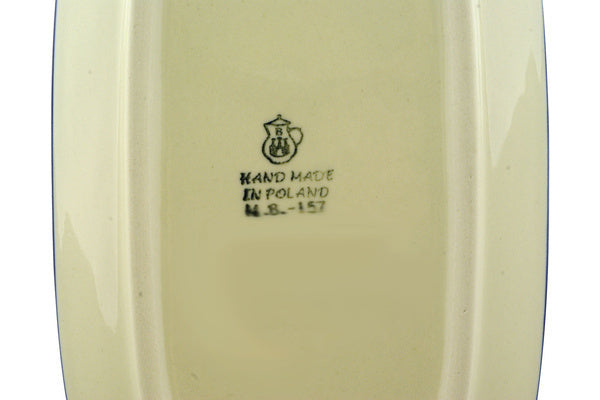 B
HAND MADE
IN POLAND
M.B.-157